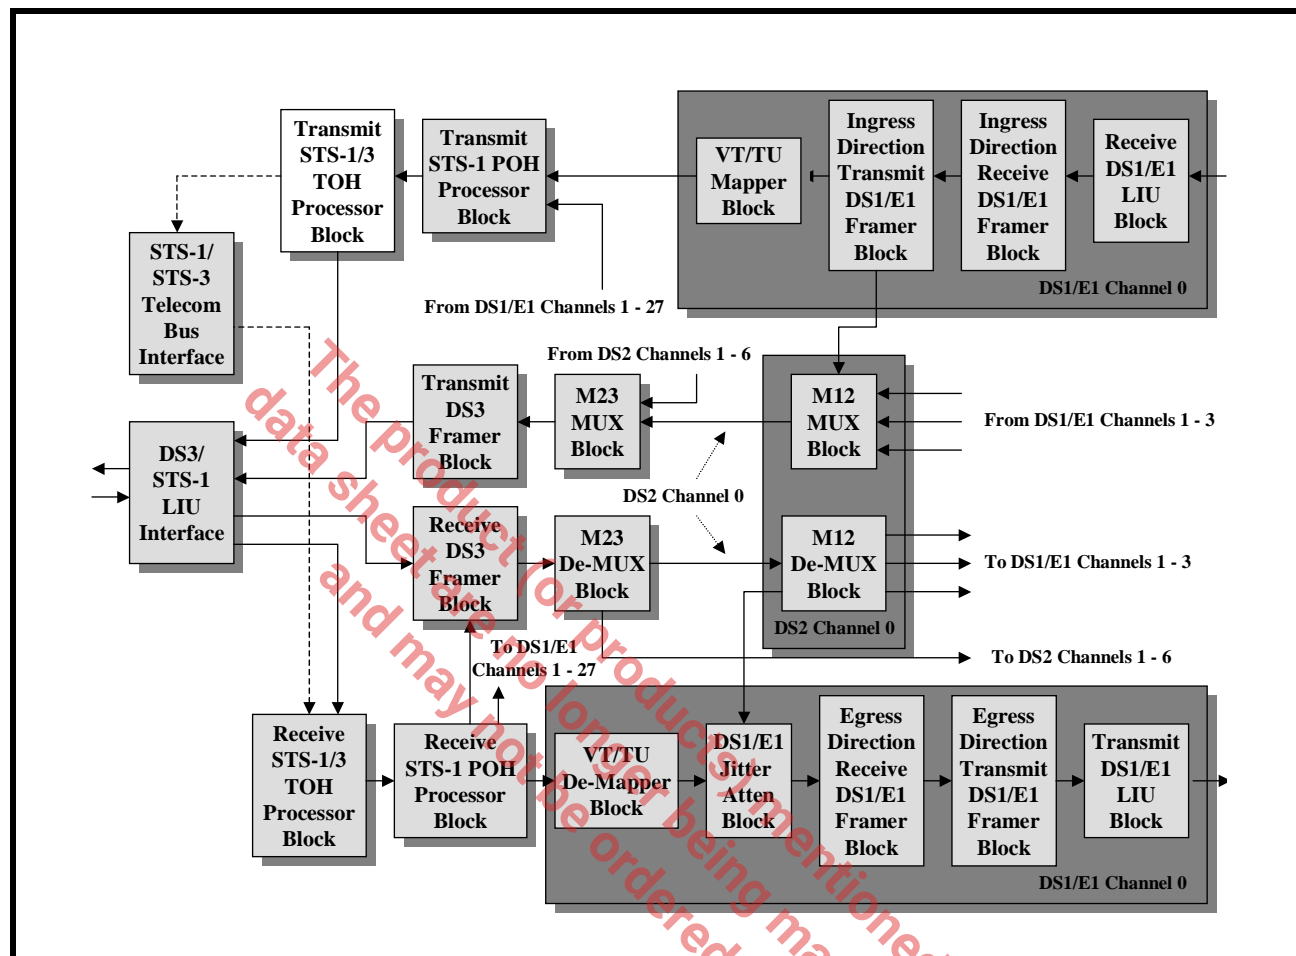 Transmit
STS-1/3
TOH
Processor
Block
Transmit
STS-1 POH
Processor
Block
VT/TU
Mapper
Block
Ingress
Direction
Transmit
DS1/E1
Framer
Block
Ingress
Direction
Receive
DS1/E1
Framer
Block
Receive
DS1/E1
LIU
Block
DS1/E1 Channel 0
STS-1/
STS-3
Telecom
Bus
Interface
From DS1/E1 Channels 1 - 27
From DS2 Channels 1 - 6
Transmit
DS3
Framer
Block
M23
MUX
Block
M12
MUX
Block
From DS1/E1 Channels 1 - 3
DS3/
STS-1
LIU
Interface
DS2 Channel 0
Receive
DS3
Framer
Block
M23
De-MUX
Block
M12
De-MUX
Block
To DS1/E1 Channels 1 - 3
DS2 Channel 0
To DS1/E1
Channels 1 - 27
To DS2 Channels 1 - 6
Receive
STS-1/3
TOH
Processor
Block
Receive
STS-1 POH
Processor
Block
VT/TU
De-Mapper
Block
DS1/E1
Jitter
Atten
Block
Egress
Direction
Receive
DS1/E1
Framer
Block
Egress
Direction
Transmit
DS1/E1
Framer
Block
Transmit
DS1/E1
LIU
Block
DS1/E1 Channel 0
The product (or products) mentioned
data sheet are no longer being ma
and may not be ordered